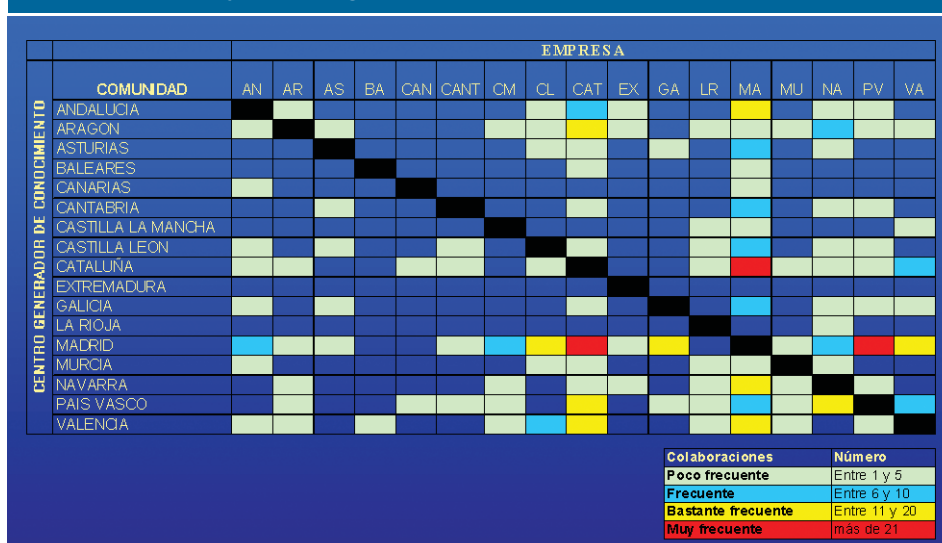 EMPRESA
COMUNIDAD AN AR AS BA CAN CANT CM CL CAT EX GA LR MA MU NA PV VA
CENTRO GENERADOR DE CONOCIMIENTO
ANDALUCIA
ARAGON
ASTURIAS
BALEARES
CANARIAS
CANTABRIA
CASTILLA LA MANCHA
CASTILLA LEON
CATALUÑA
EXTREMADURA
GALICIA
LA RIOJA
MADRID
MURCIA
NAVARRA
PAIS VASCO
VALENCIA
Colaboraciones Número
Poco frecuente Entre 1 y 5
Frecuente Entre 6 y 10
Bastante frecuente Entre 11 y 20
Muy frecuente más de 21